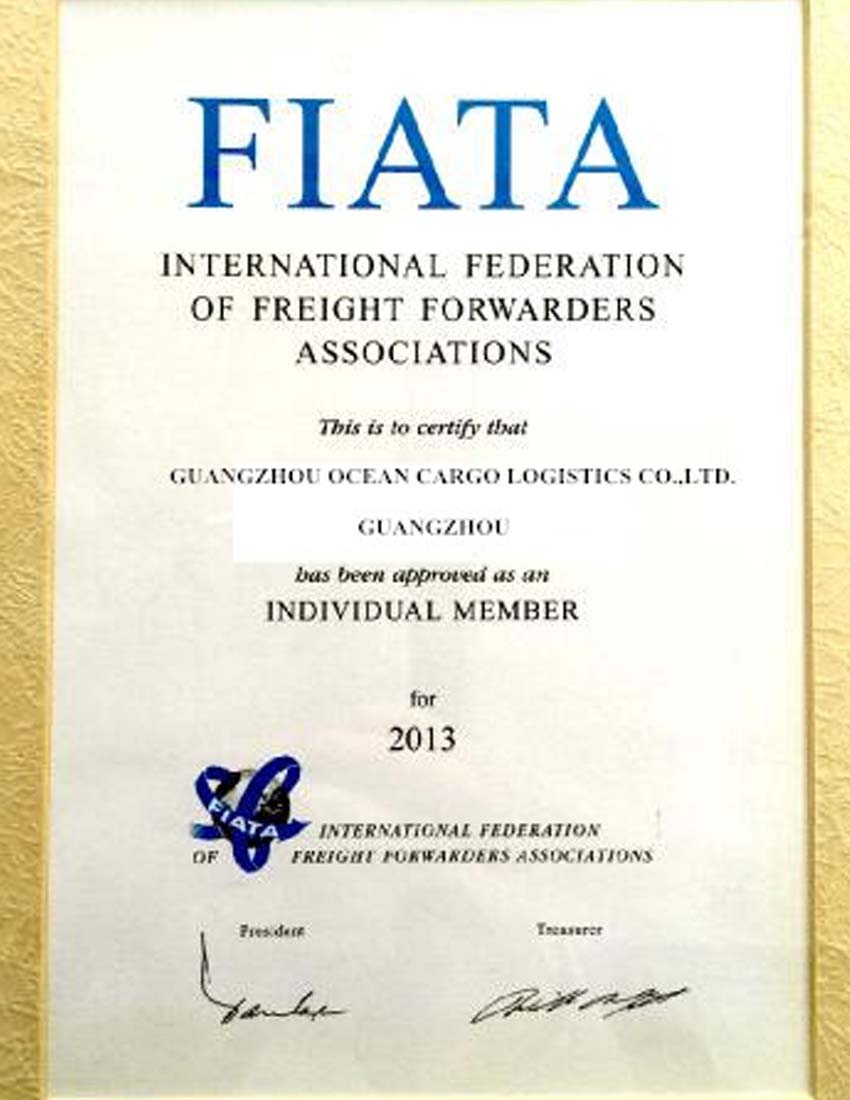 FIATA
INTERNATIONAL FEDERATION
OF FREIGHT FORWARDERS
ASSOCIATIONS
This is to certify that
GUANGZHOU OCEAN CARGO LOGISTICS CO.,LTD.
GUANGZHOU
has been approved as an
INDIVIDUAL MEMBER
for
2013
FIATA
INTERNATIONAL FEDERATION
OF FREIGHT FORWARDERS ASSOCIATIONS
President Treasurer